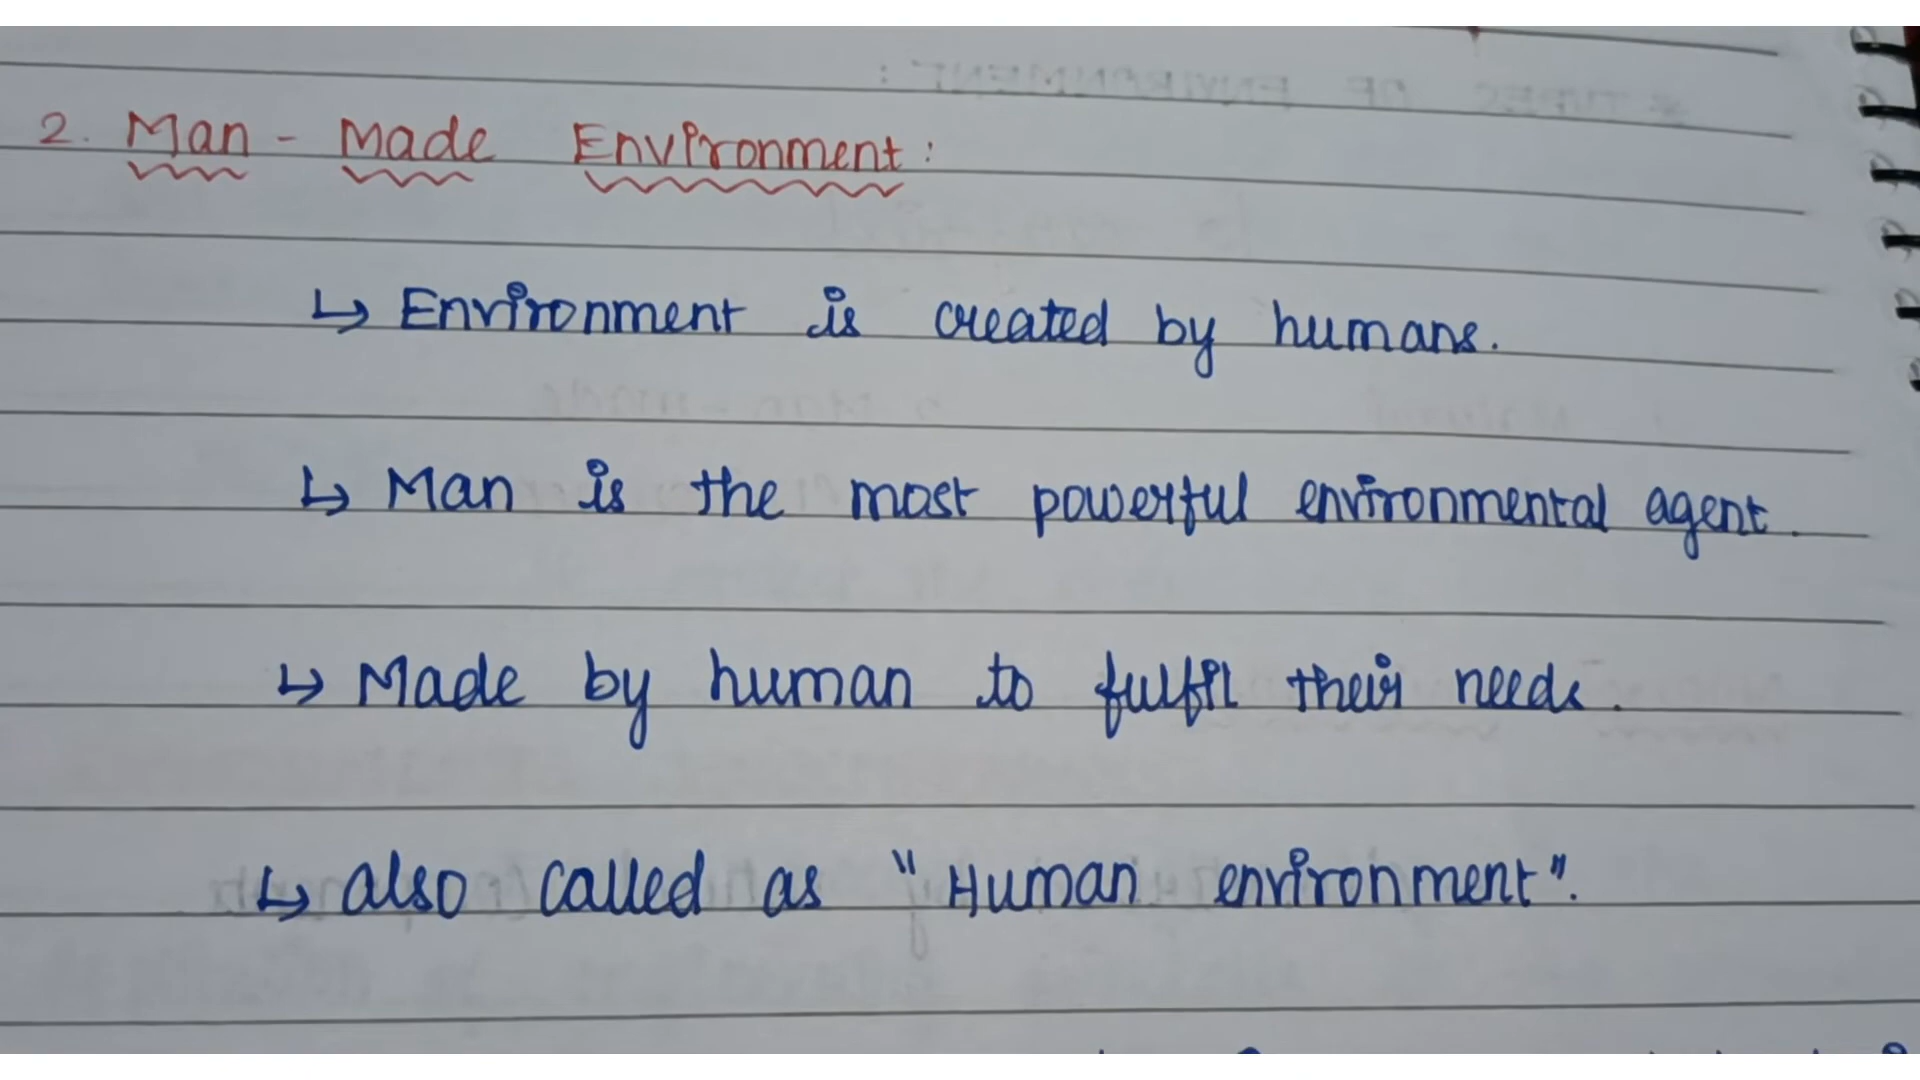 2. Man - Made Environment:
↳ Environment is created by humans.
↳ Man is the most powerful environmental agent.
↳ Made by human to fulfil their needs.
↳ also called as "Human environment".